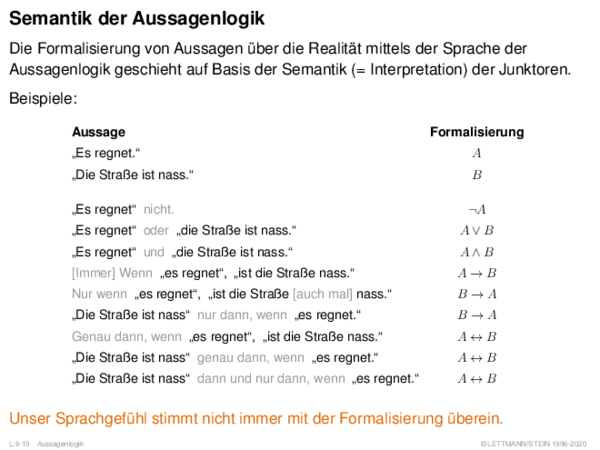 Semantik der Aussagenlogik
Die Formalisierung von Aussagen über die Realität mittels der Sprache der
Aussagenlogik geschieht auf Basis der Semantik (= Interpretation) der Junktoren.
Beispiele:
Aussage Formalisierung
„Es regnet.“ A
„Die Straße ist nass.“ B
„Es regnet“ nicht. ¬A
„Es regnet“ oder „die Straße ist nass.“ A ∨ B
„Es regnet“ und „die Straße ist nass.“ A ∧ B
[Immer] Wenn „es regnet“, „ist die Straße nass.“ A → B
Nur wenn „es regnet“, „ist die Straße [auch mal] nass.“ B → A
„Die Straße ist nass“ nur dann, wenn „es regnet.“ B → A
Genau dann, wenn „es regnet“, „ist die Straße nass.“ A ↔ B
„Die Straße ist nass“ genau dann, wenn „es regnet.“ A ↔ B
„Die Straße ist nass“ dann und nur dann, wenn „es regnet.“ A ↔ B
Unser Sprachgefühl stimmt nicht immer mit der Formalisierung überein.
L:II-19 Aussagenlogik ©LETTMANN/STEIN 1996-2020